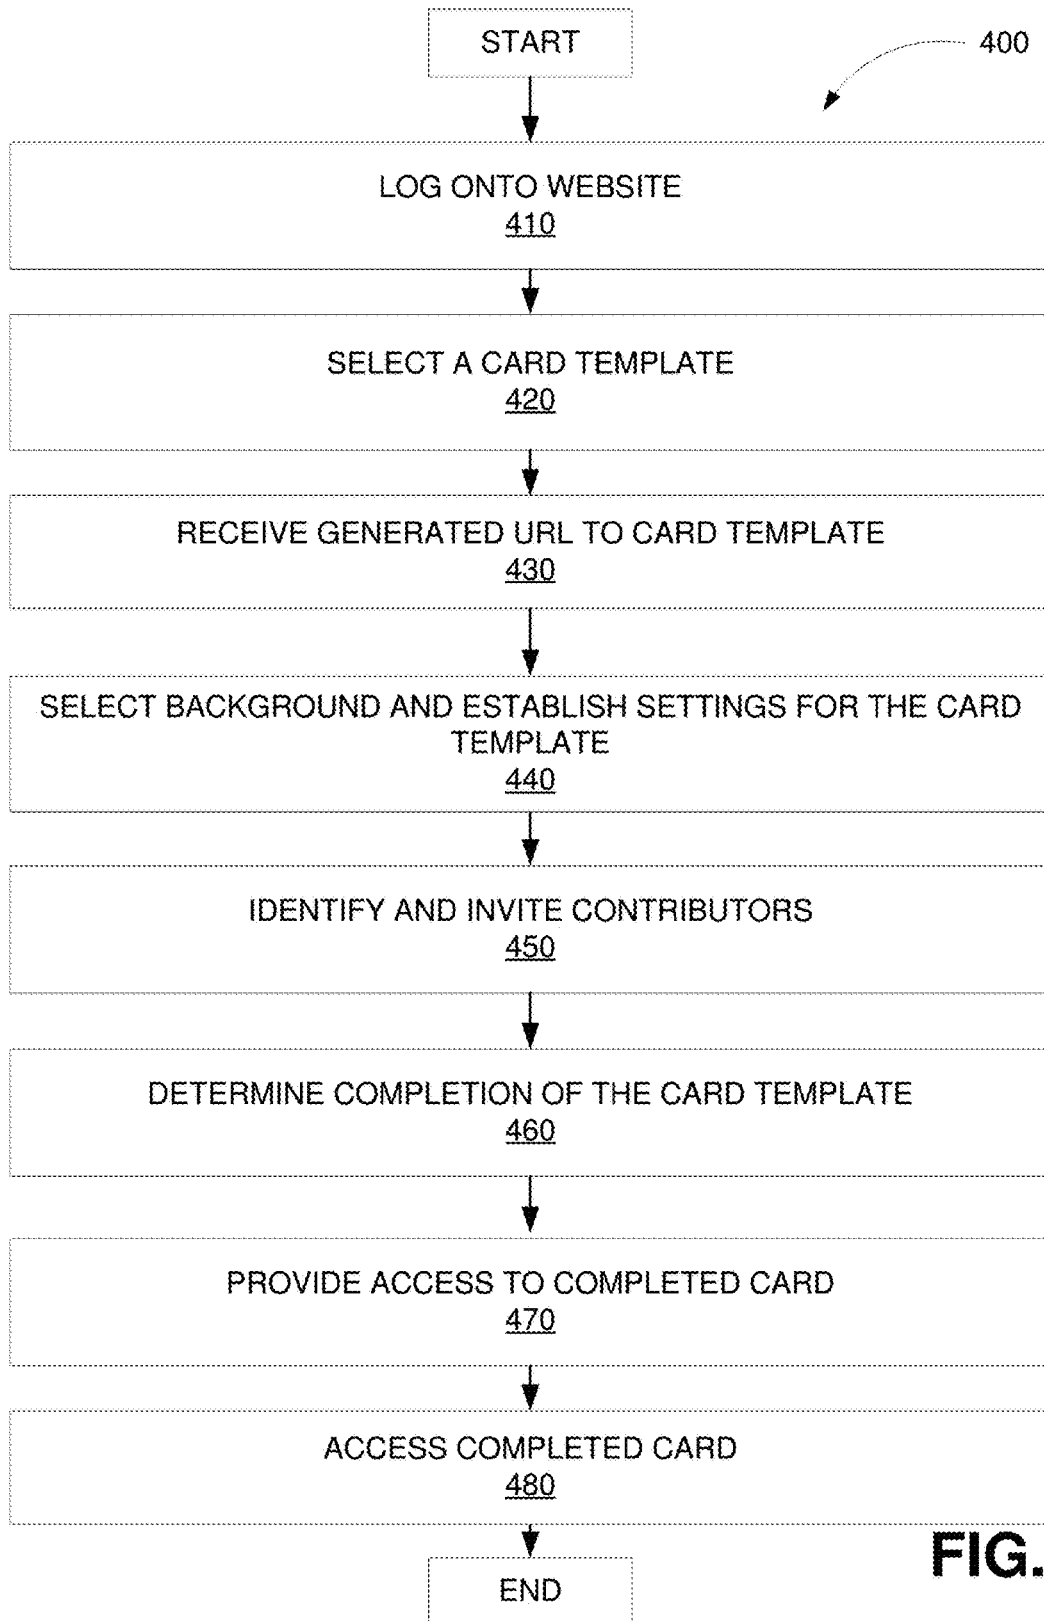 START
400
LOG ONTO WEBSITE
410
SELECT A CARD TEMPLATE
420
RECEIVE GENERATED URL TO CARD TEMPLATE
430
SELECT BACKGROUND AND ESTABLISH SETTINGS FOR THE CARD
TEMPLATE
440
IDENTIFY AND INVITE CONTRIBUTORS
450
DETERMINE COMPLETION OF THE CARD TEMPLATE
460
PROVIDE ACCESS TO COMPLETED CARD
470
ACCESS COMPLETED CARD
480
FIG.
END